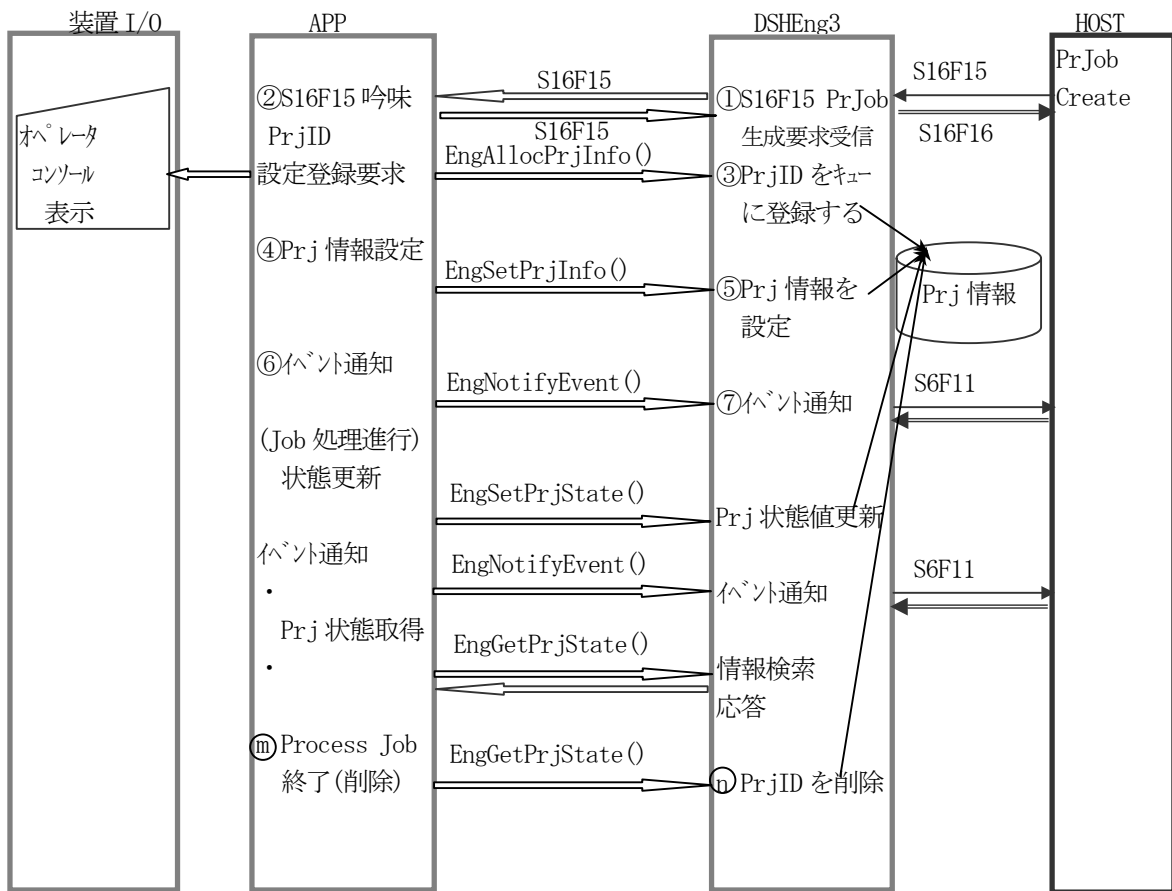 装置 I/O
APP
DSHEng3
HOST
オペレータ
コンソール
表示
②S16F15 吟味
PrjID
設定登録要求
④Prj 情報設定
⑥イベント通知
(Job 処理進行)
状態更新
イベント通知
・
Prj 状態取得
・
ⓜProcess Job
終了(削除)
S16F15
S16F15
EngAllocPrjInfo()
EngSetPrjInfo()
EngNotifyEvent()
EngSetPrjState()
EngNotifyEvent()
EngGetPrjState()
EngGetPrjState()
①S16F15 PrJob
生成要求受信
③PrjID をキュー
に登録する
⑤Prj 情報を
設定
⑦イベント通知
Prj 状態値更新
イベント通知
情報検索
応答
ⓝ PrjID を削除
S16F15
S16F16
Prj 情報
S6F11
S6F11
PrJob
Create